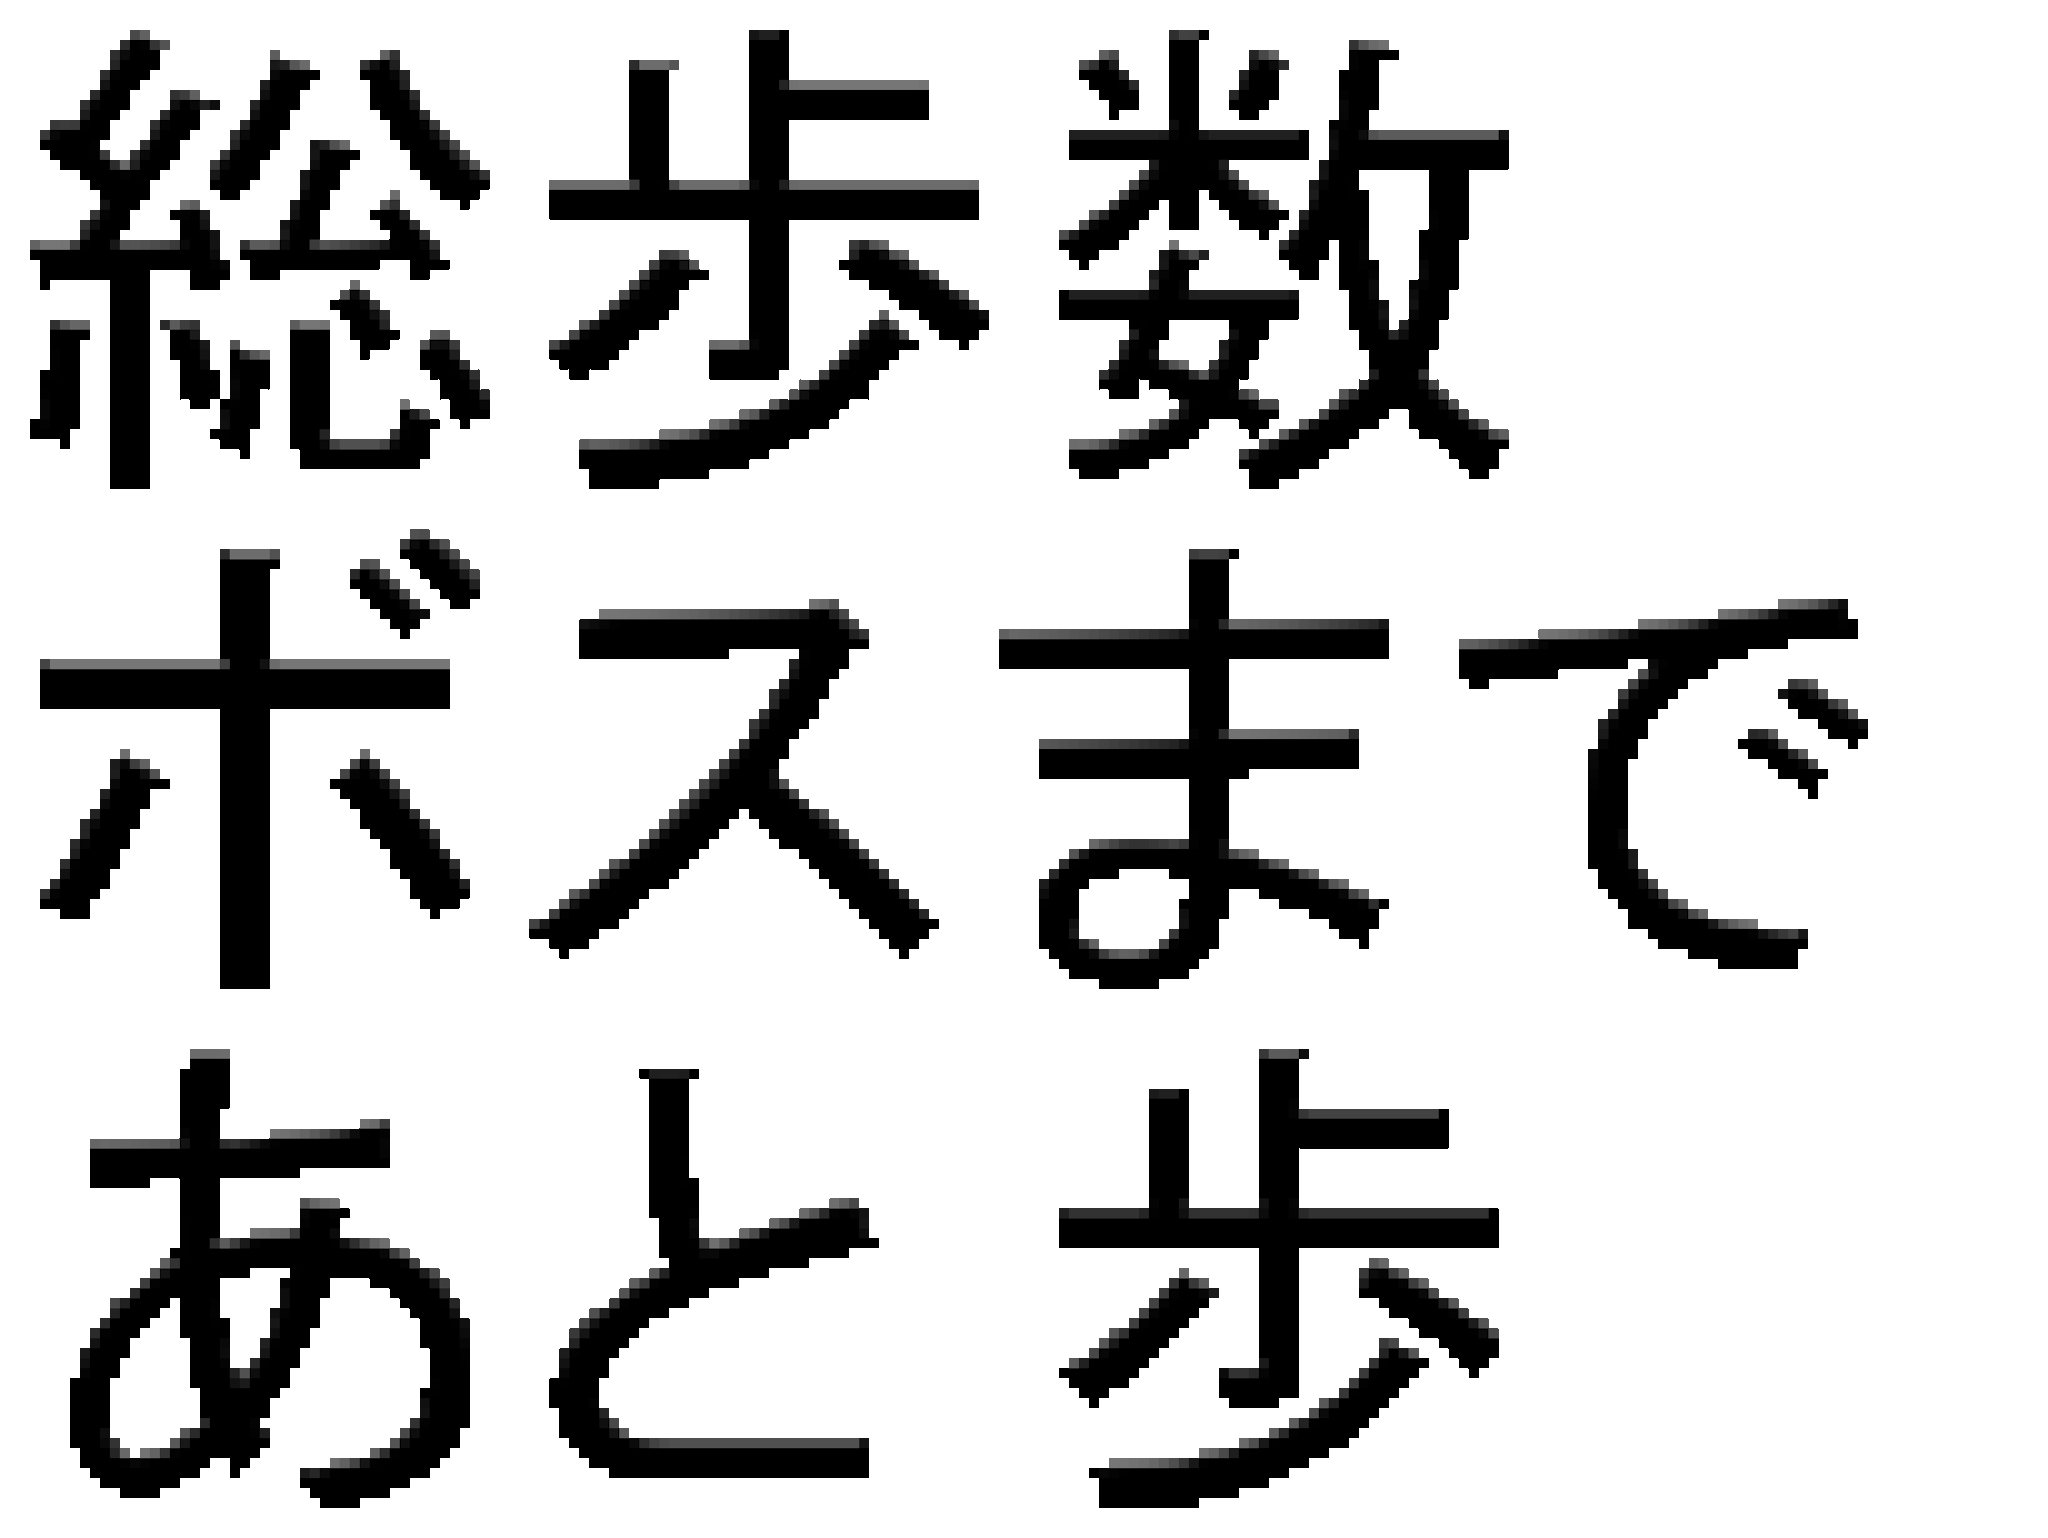 総歩数
ボスまで
あと 歩